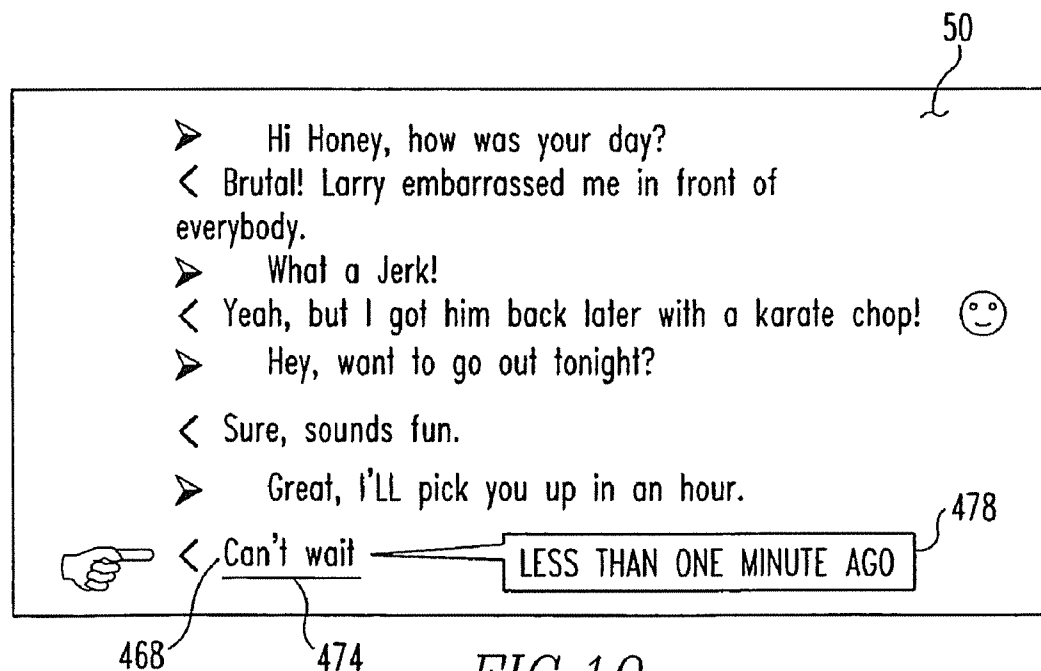 50
➢ Hi Honey, how was your day?
< Brutal! Larry embarrassed me in front of
everybody.
➢ What a Jerk!
< Yeah, but I got him back later with a karate chop!
➢ Hey, want to go out tonight?
< Sure, sounds fun.
➢ Great, I'LL pick you up in an hour.
478
< Can't wait LESS THAN ONE MINUTE AGO
468 474